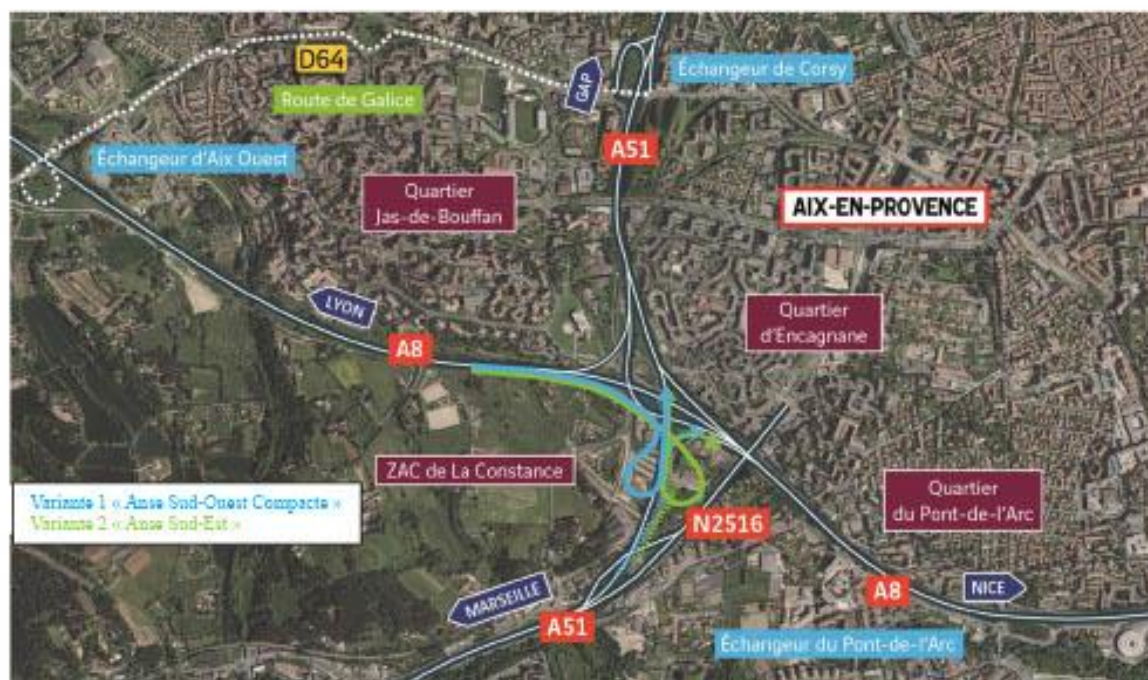 D64
GAP
Échangeur de Corsy
Route de Galice
A51
Échangeur d'Aix Ouest
Quartier
Jas-de-Bouffan
AIX-EN-PROVENCE
LYON
Quartier
d'Encagnane
A8
ZAC de La Constance
Quartier
du Pont-de-l'Arc
Variante 1 « Anse Sud-Ouest Compacte »
Variante 2 « Anse Sud-Est »
N2516
MARSEILLE
A8
NICE
A51
Échangeur du Pont-de-l'Arc